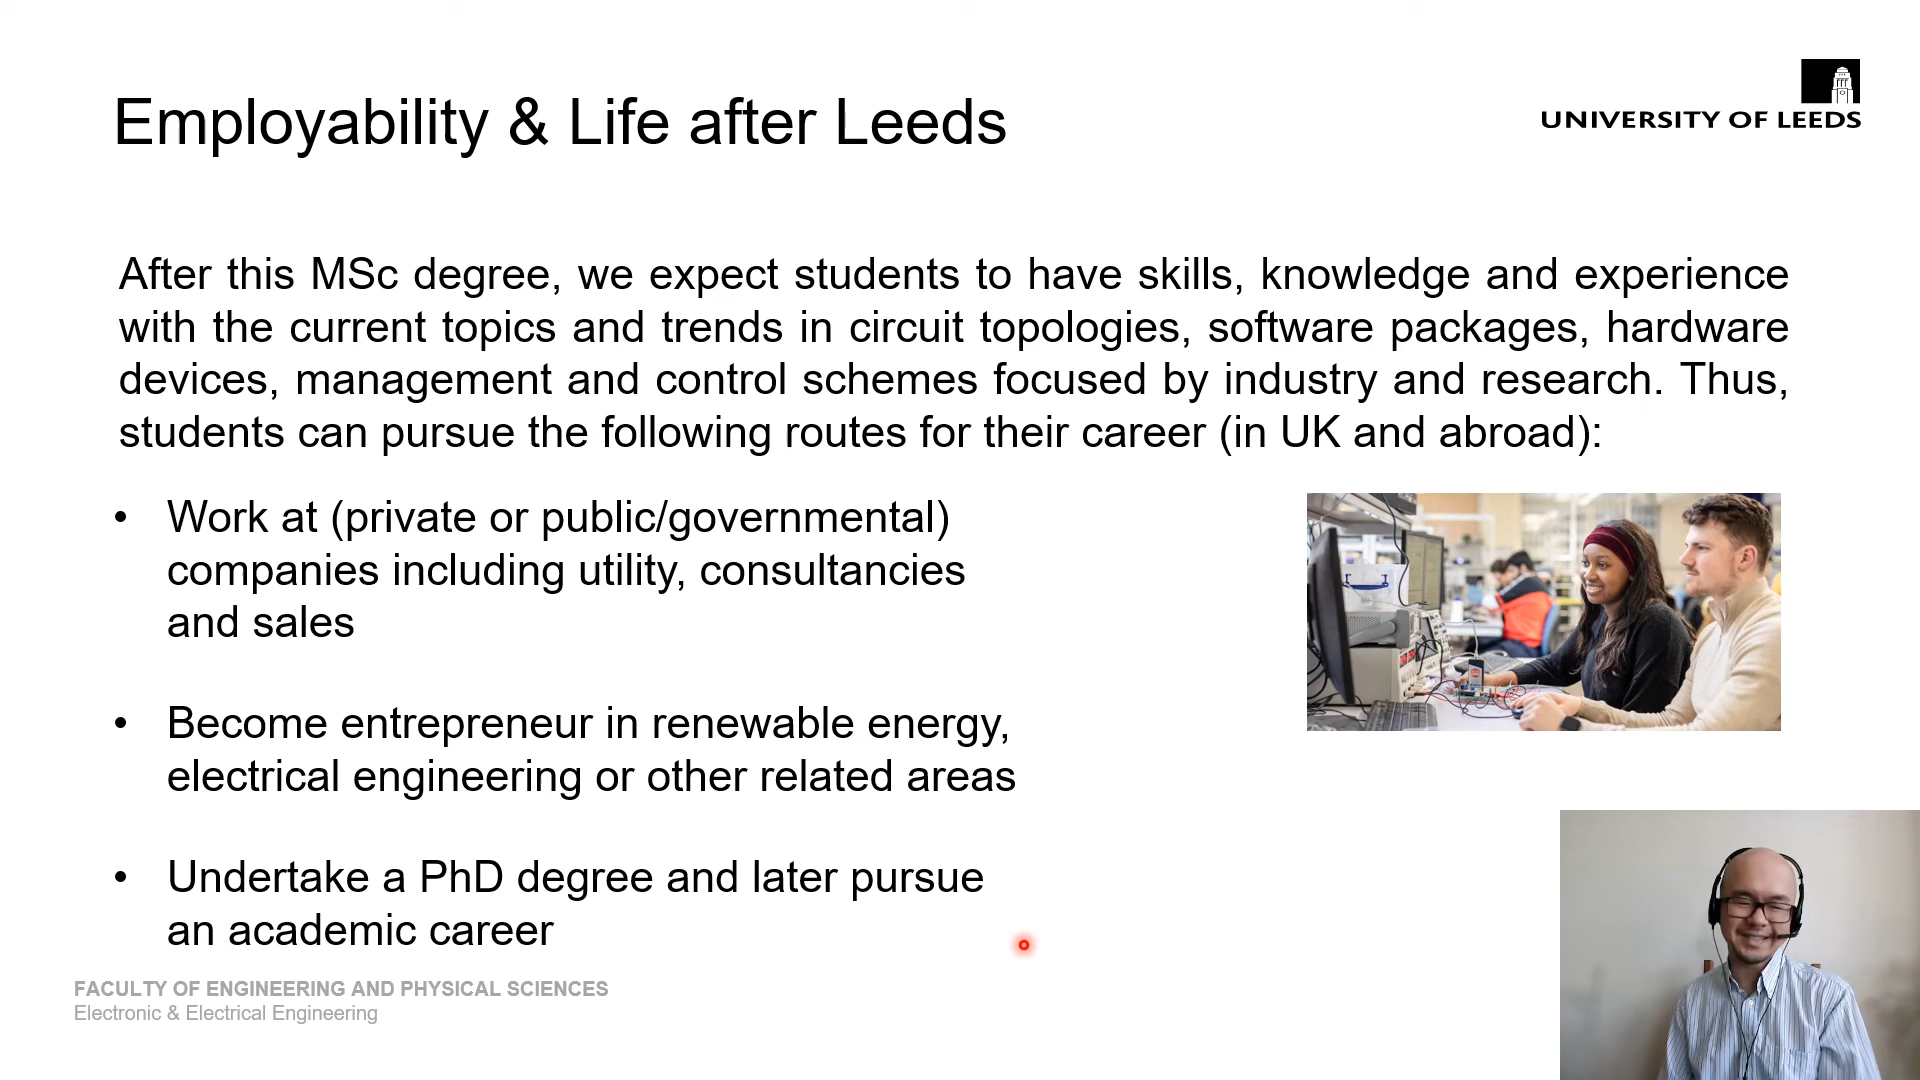 Employability & Life after Leeds
UNIVERSITY OF LEEDS
After this MSc degree, we expect students to have skills, knowledge and experience
with the current topics and trends in circuit topologies, software packages, hardware
devices, management and control schemes focused by industry and research. Thus,
students can pursue the following routes for their career (in UK and abroad):
• Work at (private or public/governmental)
companies including utility, consultancies
and sales
• Become entrepreneur in renewable energy,
electrical engineering or other related areas
• Undertake a PhD degree and later pursue
an academic career
FACULTY OF ENGINEERING AND PHYSICAL SCIENCES
Electronic & Electrical Engineering